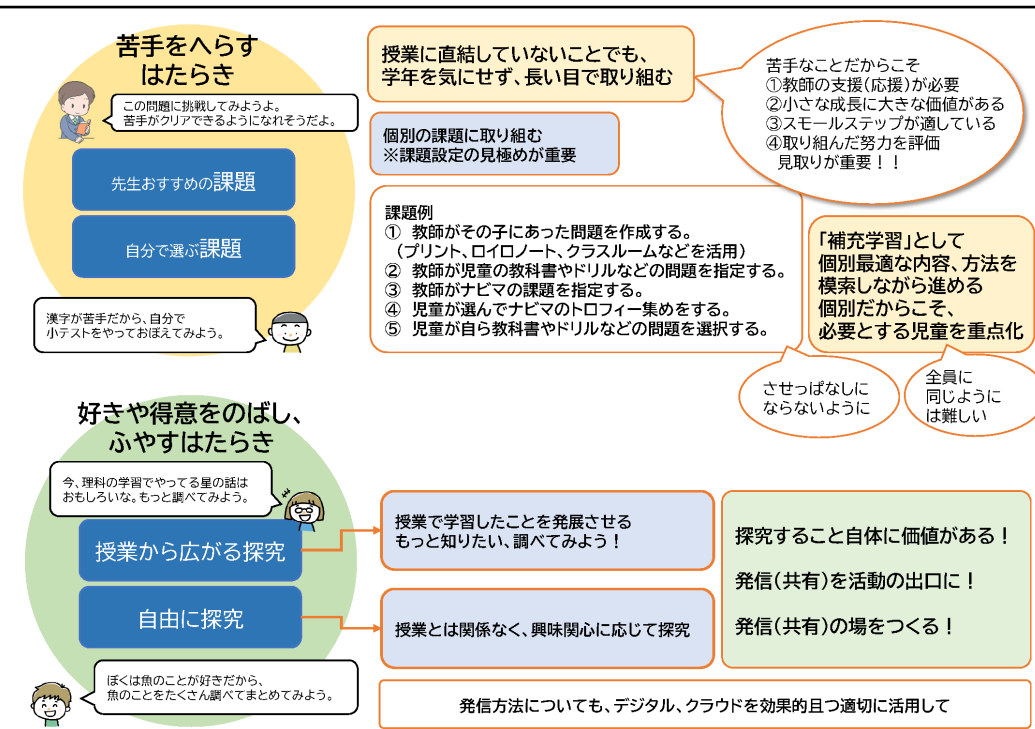 苦手をへらす
はたらき
この問題に挑戦してみようよ。
苦手がクリアできるようになれそうだよ。
先生おすすめの課題
自分で選ぶ課題
漢字が苦手だから、自分で
小テストをやっておぼえてみよう。
授業に直結していないことでも、
学年を気にせず、長い目で取り組む
苦手なことだからこそ
①教師の支援(応援)が必要
②小さな成長に大きな価値がある
③スモールステップが適している
④取り組んだ努力を評価
見取りが重要!!
個別の課題に取り組む
※課題設定の見極めが重要
課題例
① 教師がその子にあった問題を作成する。
(プリント、ロイロノート、クラスルームなどを活用)
② 教師が児童の教科書やドリルなどの問題を指定する。
③ 教師がナビマの課題を指定する。
④ 児童が選んでナビマのトロフィー集めをする。
⑤ 児童が自ら教科書やドリルなどの問題を選択する。
「補充学習」として
個別最適な内容、方法を
模索しながら進める
個別だからこそ、
必要とする児童を重点化
させっぱなしに
ならないように
全員に
同じように
は難しい
好きや得意をのばし、
ふやすはたらき
今、理科の学習でやってる星の話は
おもしろいな。もっと調べてみよう。
授業から広がる探究
自由に探究
ぼくは魚のことが好きだから、
魚のことをたくさん調べてまとめてみよう。
授業で学習したことを発展させる
もっと知りたい、調べてみよう!
授業とは関係なく、興味関心に応じて探究
探究すること自体に価値がある!
発信(共有)を活動の出口に!
発信(共有)の場をつくる!
発信方法についても、デジタル、クラウドを効果的且つ適切に活用して